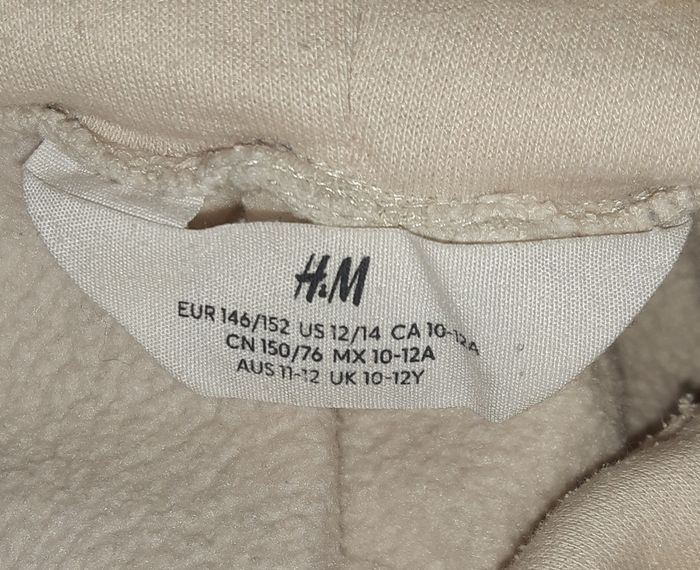 H&M
EUR 146/152 US 12/14 CA 10-12A
CN 150/76 MX 10-12A
AUS 11-12 UK 10-12Y